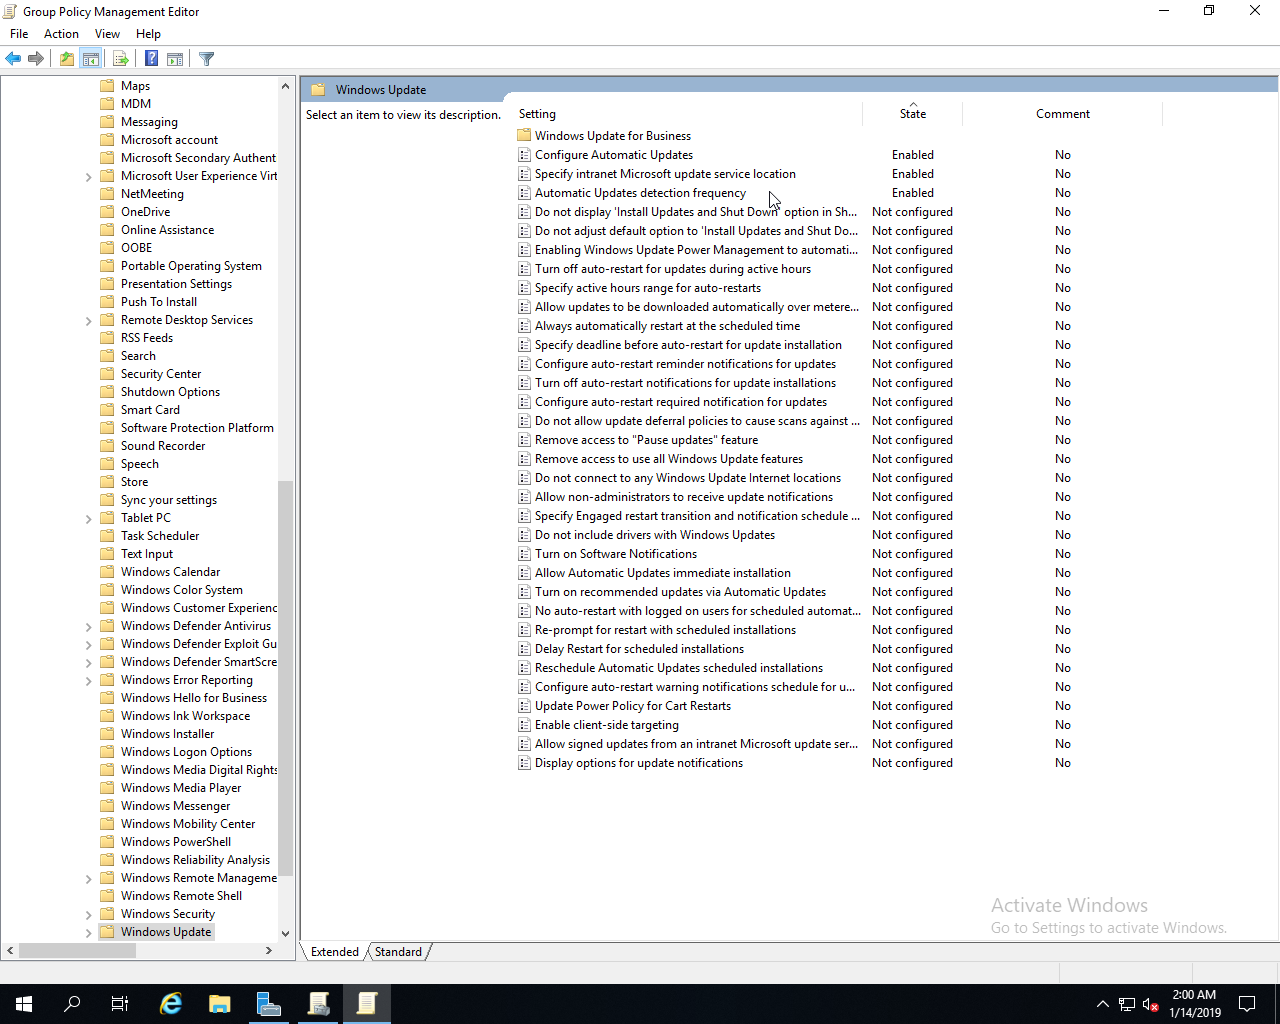 Group Policy Management Editor
File Action View Help
Maps
MDM
Messaging
Microsoft account
Microsoft Secondary Authent
Microsoft User Experience Virt
NetMeeting
OneDrive
Online Assistance
OOBE
Portable Operating System
Presentation Settings
Push To Install
Remote Desktop Services
RSS Feeds
Search
Security Center
Shutdown Options
Smart Card
Software Protection Platform
Sound Recorder
Speech
Store
Sync your settings
Tablet PC
Task Scheduler
Text Input
Windows Calendar
Windows Color System
Windows Customer Experienc
Windows Defender Antivirus
Windows Defender Exploit Gu
Windows Defender SmartScre
Windows Error Reporting
Windows Hello for Business
Windows Ink Workspace
Windows Installer
Windows Logon Options
Windows Media Digital Rights
Windows Media Player
Windows Messenger
Windows Mobility Center
Windows PowerShell
Windows Reliability Analysis
Windows Remote Manageme
Windows Remote Shell
Windows Security
Windows Update
Windows Update
Select an item to view its description.
Setting State Comment
Windows Update for Business
Configure Automatic Updates Enabled No
Specify intranet Microsoft update service location Enabled No
Automatic Updates detection frequency Enabled No
Do not display 'Install Updates and Shut Down' option in Sh... Not configured No
Do not adjust default option to 'Install Updates and Shut Do... Not configured No
Enabling Windows Update Power Management to automati... Not configured No
Turn off auto-restart for updates during active hours Not configured No
Specify active hours range for auto-restarts Not configured No
Allow updates to be downloaded automatically over metere... Not configured No
Always automatically restart at the scheduled time Not configured No
Specify deadline before auto-restart for update installation Not configured No
Configure auto-restart reminder notifications for updates Not configured No
Turn off auto-restart notifications for update installations Not configured No
Configure auto-restart required notification for updates Not configured No
Do not allow update deferral policies to cause scans against ... Not configured No
Remove access to "Pause updates" feature Not configured No
Remove access to use all Windows Update features Not configured No
Do not connect to any Windows Update Internet locations Not configured No
Allow non-administrators to receive update notifications Not configured No
Specify Engaged restart transition and notification schedule ... Not configured No
Do not include drivers with Windows Updates Not configured No
Turn on Software Notifications Not configured No
Allow Automatic Updates immediate installation Not configured No
Turn on recommended updates via Automatic Updates Not configured No
No auto-restart with logged on users for scheduled automat... Not configured No
Re-prompt for restart with scheduled installations Not configured No
Delay Restart for scheduled installations Not configured No
Reschedule Automatic Updates scheduled installations Not configured No
Configure auto-restart warning notifications schedule for u... Not configured No
Update Power Policy for Cart Restarts Not configured No
Enable client-side targeting Not configured No
Allow signed updates from an intranet Microsoft update ser... Not configured No
Display options for update notifications Not configured No
Activate Windows
Go to Settings to activate Windows.
Extended Standard
2:00 AM
1/14/2019